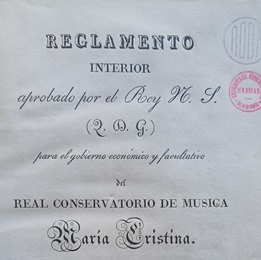 REGLAMENTO
INTERIOR
aprobado por el Rey N. S.
(Q. D. G.)
para el gobierno económico y facultativo
del
REAL CONSERVATORIO DE MUSICA
María Cristina.